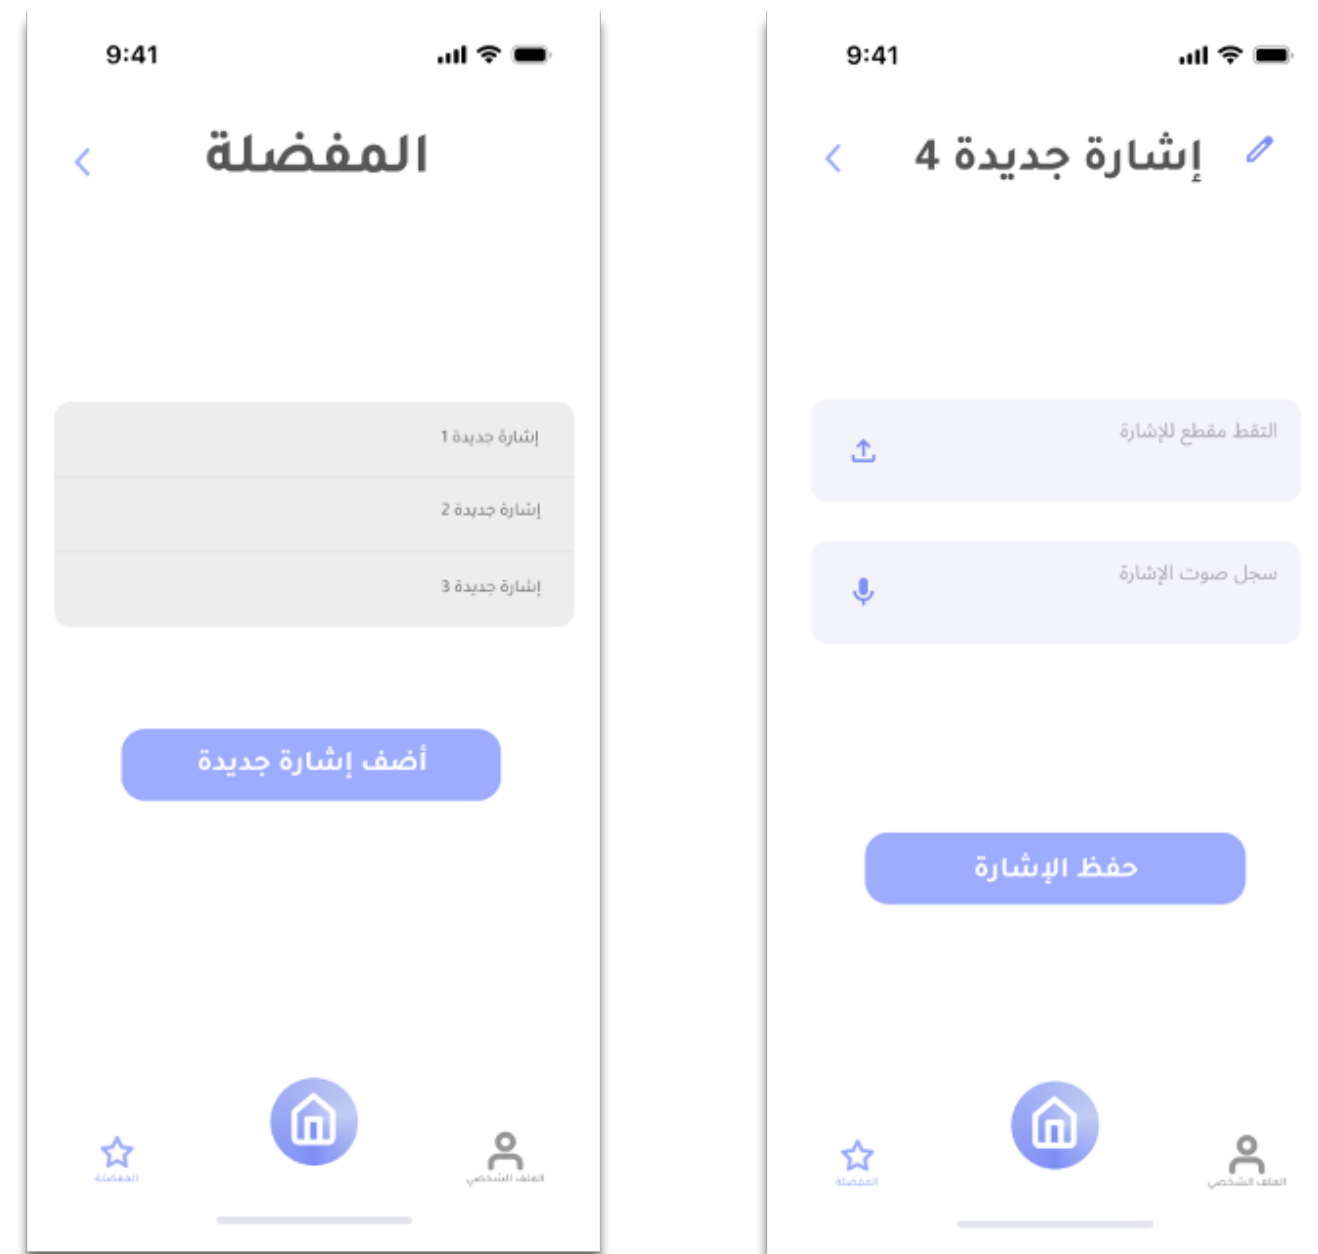 9:41
المفضلة
إشارة جديدة 1
إشارة جديدة 2
إشارة جديدة 3
أضف إشارة جديدة
الملف الشخصي
المفضلة
9:41
إشارة جديدة 4
التقط مقطع للإشارة
سجل صوت الإشارة
حفظ الإشارة
الملف الشخصي
المفضلة